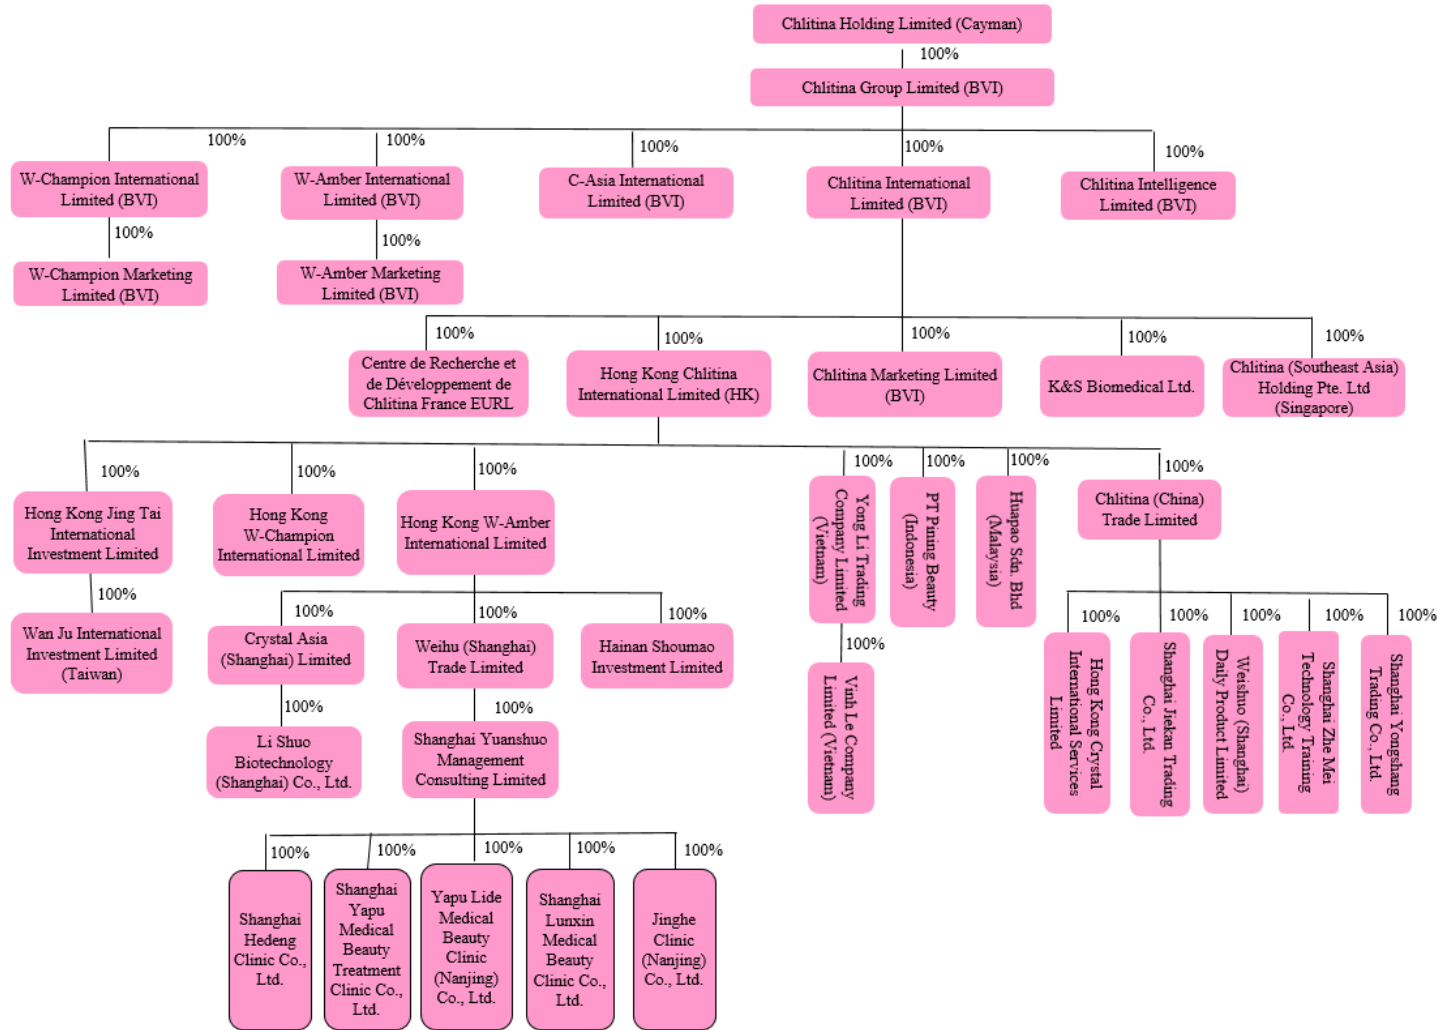 Chlitina Holding Limited (Cayman)
100%
Chlitina Group Limited (BVI)
100%
100%
100%
100%
100%
W-Champion International
Limited (BVI)
W-Amber International
Limited (BVI)
C-Asia International
Limited (BVI)
Chlitina International
Limited (BVI)
Chlitina Intelligence
Limited (BVI)
100%
100%
W-Champion Marketing
Limited (BVI)
W-Amber Marketing
Limited (BVI)
100%
100%
100%
100%
100%
Centre de Recherche et
de Développement de
Chlitina France EURL
Hong Kong Chlitina
International Limited (HK)
Chlitina Marketing Limited
(BVI)
K&S Biomedical Ltd.
Chlitina (Southeast Asia)
Holding Pte. Ltd
(Singapore)
100%
100%
100%
100%
100%
100%
100%
Hong Kong Jing Tai
International
Investment Limited
Hong Kong
W-Champion
International Limited
Hong Kong W-Amber
International Limited
Yong Li Trading
Company Limited
(Vietnam)
PT Pining Beauty
(Indonesia)
Huapao Sdn. Bhd
(Malaysia)
Chlitina (China)
Trade Limited
100%
100%
100%
100%
100%
100%
100%
100%
100%
100%
Wan Ju International
Investment Limited
(Taiwan)
Crystal Asia
(Shanghai) Limited
Weihu (Shanghai)
Trade Limited
Hainan Shoumao
Investment Limited
Vinh Le Company
Limited (Vietnam)
Hong Kong Crystal
International Services
Limited
Shanghai Jiekan Trading
Co., Ltd.
Weishuo (Shanghai)
Daily Product Limited
Shanghai Zhe Mei
Technology Training
Co., Ltd.
Shanghai Yongshang
Trading Co., Ltd.
100%
100%
Li Shuo
Biotechnology
(Shanghai) Co., Ltd.
Shanghai Yuanshuo
Management
Consulting Limited
100%
100%
100%
100%
100%
Shanghai
Hedeng
Clinic Co.,
Ltd.
Shanghai
Yapu
Medical
Beauty
Treatment
Clinic Co.,
Ltd.
Yapu Lide
Medical
Beauty
Clinic
(Nanjing)
Co., Ltd.
Shanghai
Lunxin
Medical
Beauty
Clinic Co.,
Ltd.
Jinghe
Clinic
(Nanjing)
Co., Ltd.